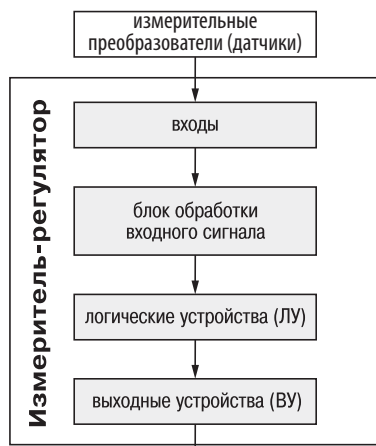 измерительные
преобразователи (датчики)
Измеритель-регулятор
входы
блок обработки
входного сигнала
логические устройства (ЛУ)
выходные устройства (ВУ)